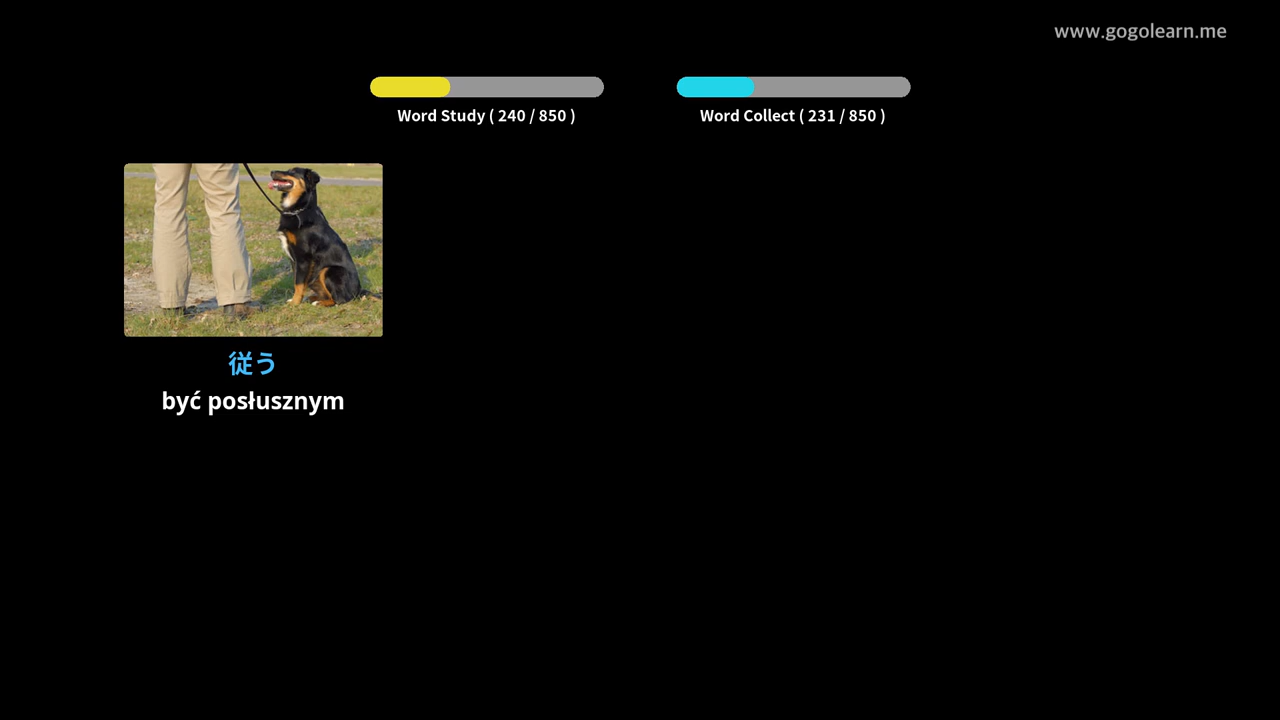 www.gogolearn.me
Word Study ( 240 / 850 )
Word Collect ( 231 / 850 )
従う
być posłusznym